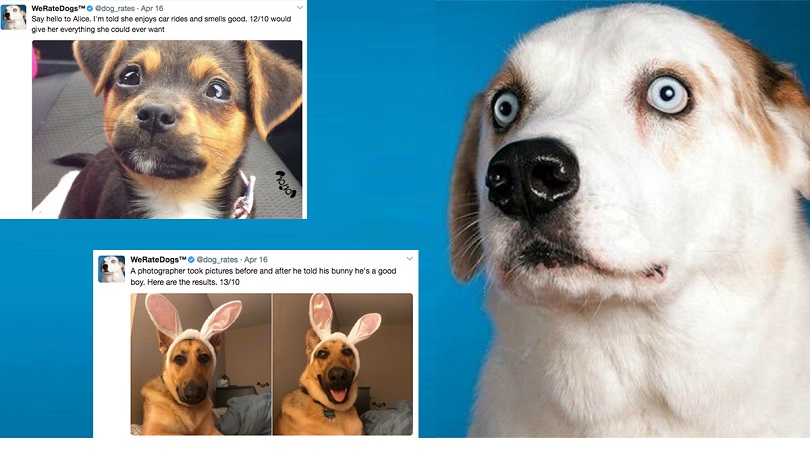 WeRateDogs™ @dog_rates · Apr 16
Say hello to Alice. I'm told she enjoys car rides and smells good. 12/10 would
give her everything she could ever want
WeRateDogs™ @dog_rates · Apr 16
A photographer took pictures before and after he told his bunny he's a good
boy. Here are the results. 13/10